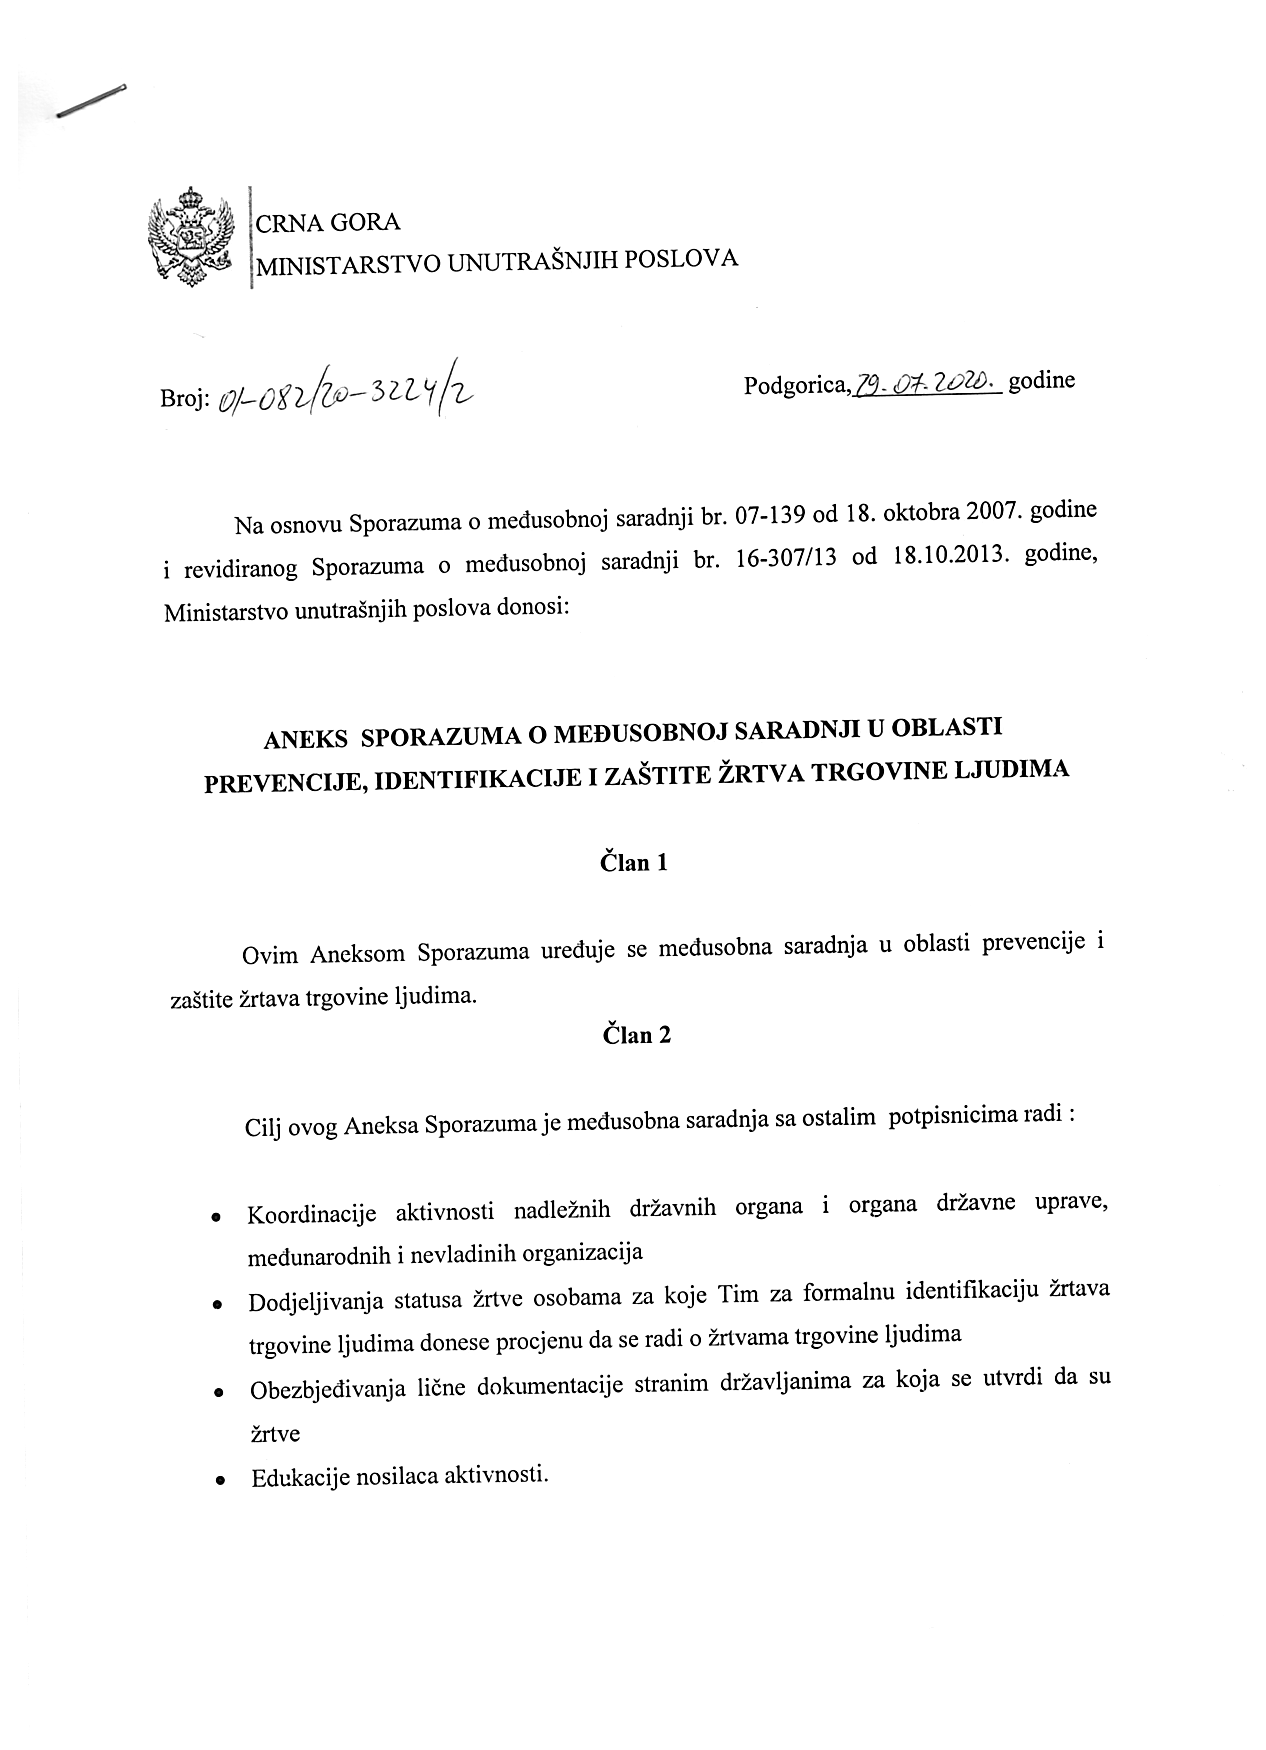 CRNA GORA
MINISTARSTVO UNUTRAŠNJIH POSLOVA
Broj: 01-082/20-3224/2
Podgorica, 29.07.2020. godine
Na osnovu Sporazuma o međusobnoj saradnji br. 07-139 od 18. oktobra 2007. godine
i revidiranog Sporazuma o međusobnoj saradnji br. 16-307/13 od 18.10.2013. godine,
Ministarstvo unutrašnjih poslova donosi:
ANEKS SPORAZUMA O MEĐUSOBNOJ SARADNJI U OBLASTI
PREVENCIJE, IDENTIFIKACIJE I ZAŠTITE ŽRTVA TRGOVINE LJUDIMA
Član 1
Ovim Aneksom Sporazuma uređuje se međusobna saradnja u oblasti prevencije i
zaštite žrtava trgovine ljudima.
Član 2
Cilj ovog Aneksa Sporazuma je međusobna saradnja sa ostalim potpisnicima radi :
• Koordinacije aktivnosti nadležnih državnih organa i organa državne uprave,
međunarodnih i nevladinih organizacija
• Dodjeljivanja statusa žrtve osobama za koje Tim za formalnu identifikaciju žrtava
trgovine ljudima donese procjenu da se radi o žrtvama trgovine ljudima
• Obezbjeđivanja lične dokumentacije stranim državljanima za koja se utvrdi da su
žrtve
• Edukacije nosilaca aktivnosti.